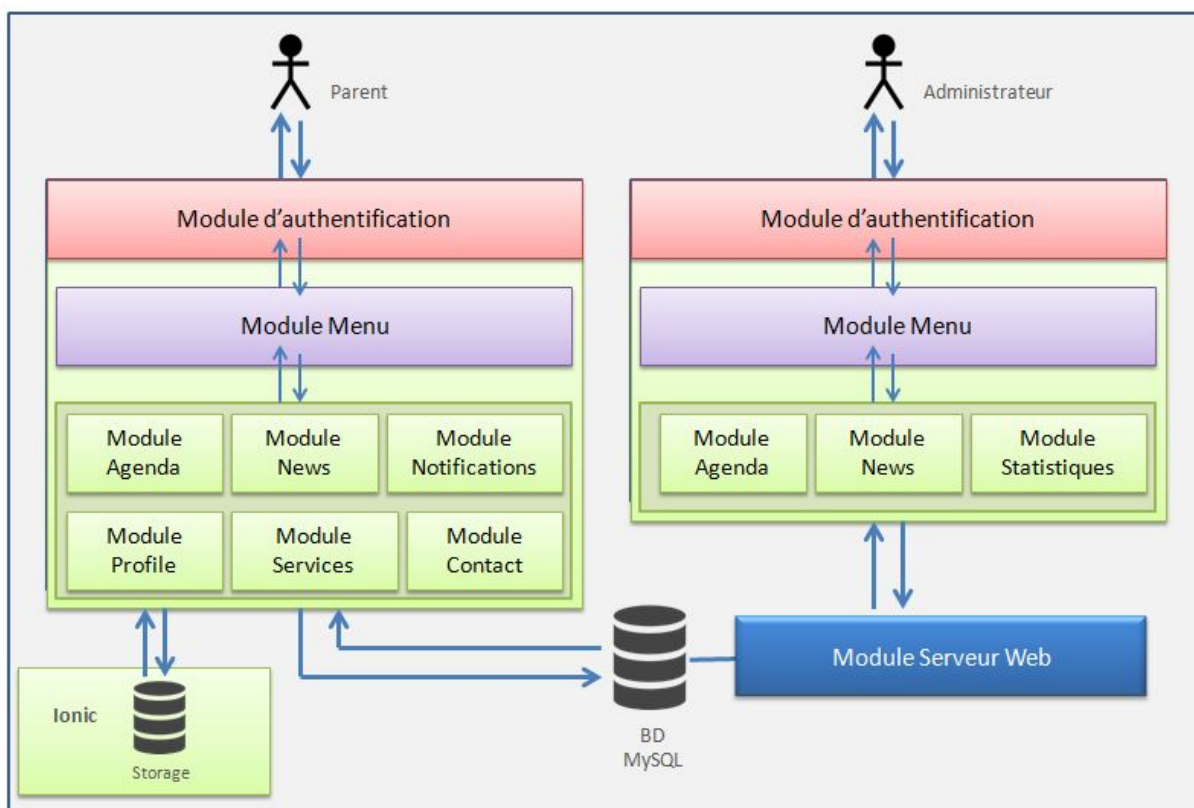 Parent
Administrateur
Module d'authentification
Module d'authentification
Module Menu
Module Menu
Module
Agenda
Module
News
Module
Notifications
Module
Profile
Module
Services
Module
Contact
Module
Agenda
Module
News
Module
Statistiques
Module Serveur Web
BD
MySQL
Ionic
Storage